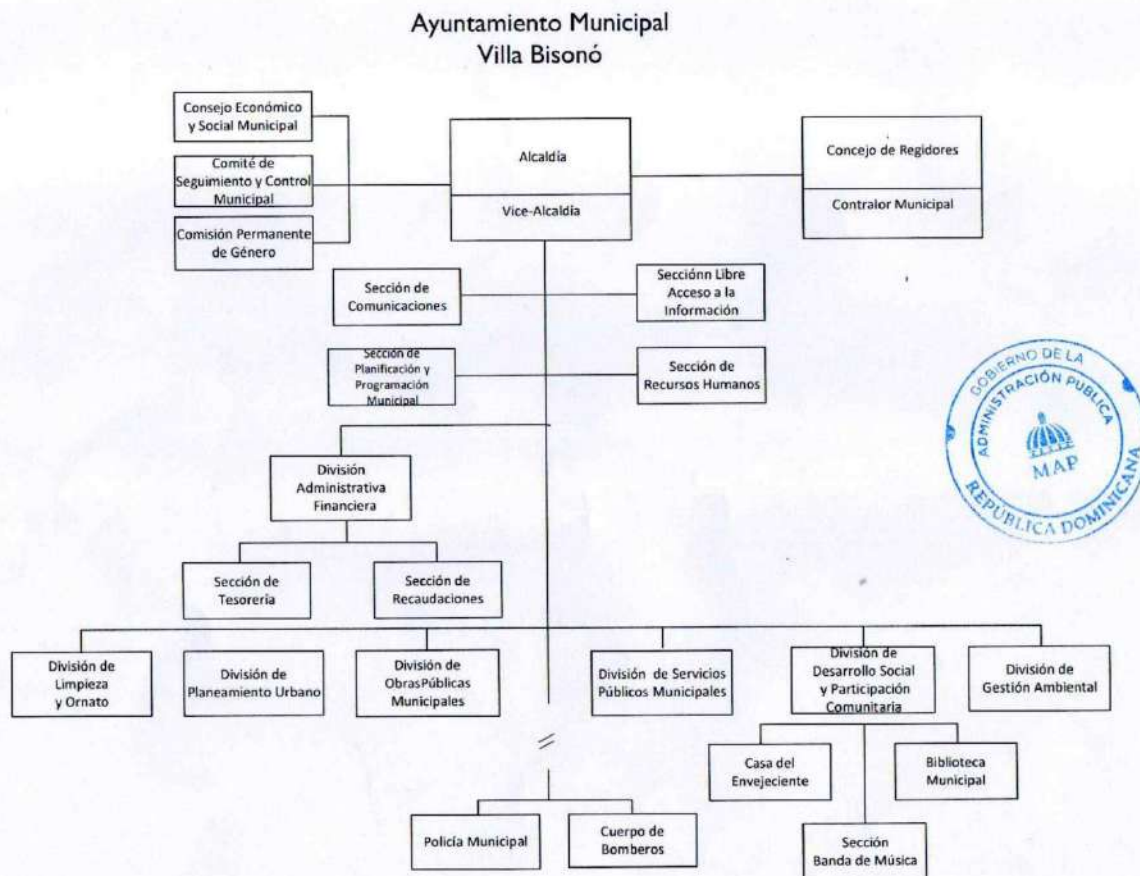 Ayuntamiento Municipal
Villa Bisonó
Consejo Económico
y Social Municipal
Comité de
Seguimiento y Control
Municipal
Comisión Permanente
de Género
Alcaldía
Vice-Alcaldía
Concejo de Regidores
Contralor Municipal
Sección de
Comunicaciones
Secciónn Libre
Acceso a la
Información
Sección de
Planificación y
Programación
Municipal
Sección de
Recursos Humanos
GOBIERNO DE LA
REPÚBLICA DOMINICANA
ADMINISTRACIÓN PÚBLICA
MAP
División
Administrativa
Financiera
Sección de
Tesorería
Sección de
Recaudaciones
División de
Limpieza
y Ornato
División de
Planeamiento Urbano
División de
ObrasPúblicas
Municipales
División de Servicios
Públicos Municipales
División de
Desarrollo Social
y Participación
Comunitaria
División de
Gestión Ambiental
Casa del
Envejeciente
Biblioteca
Municipal
Sección
Banda de Música
Policía Municipal
Cuerpo de
Bomberos